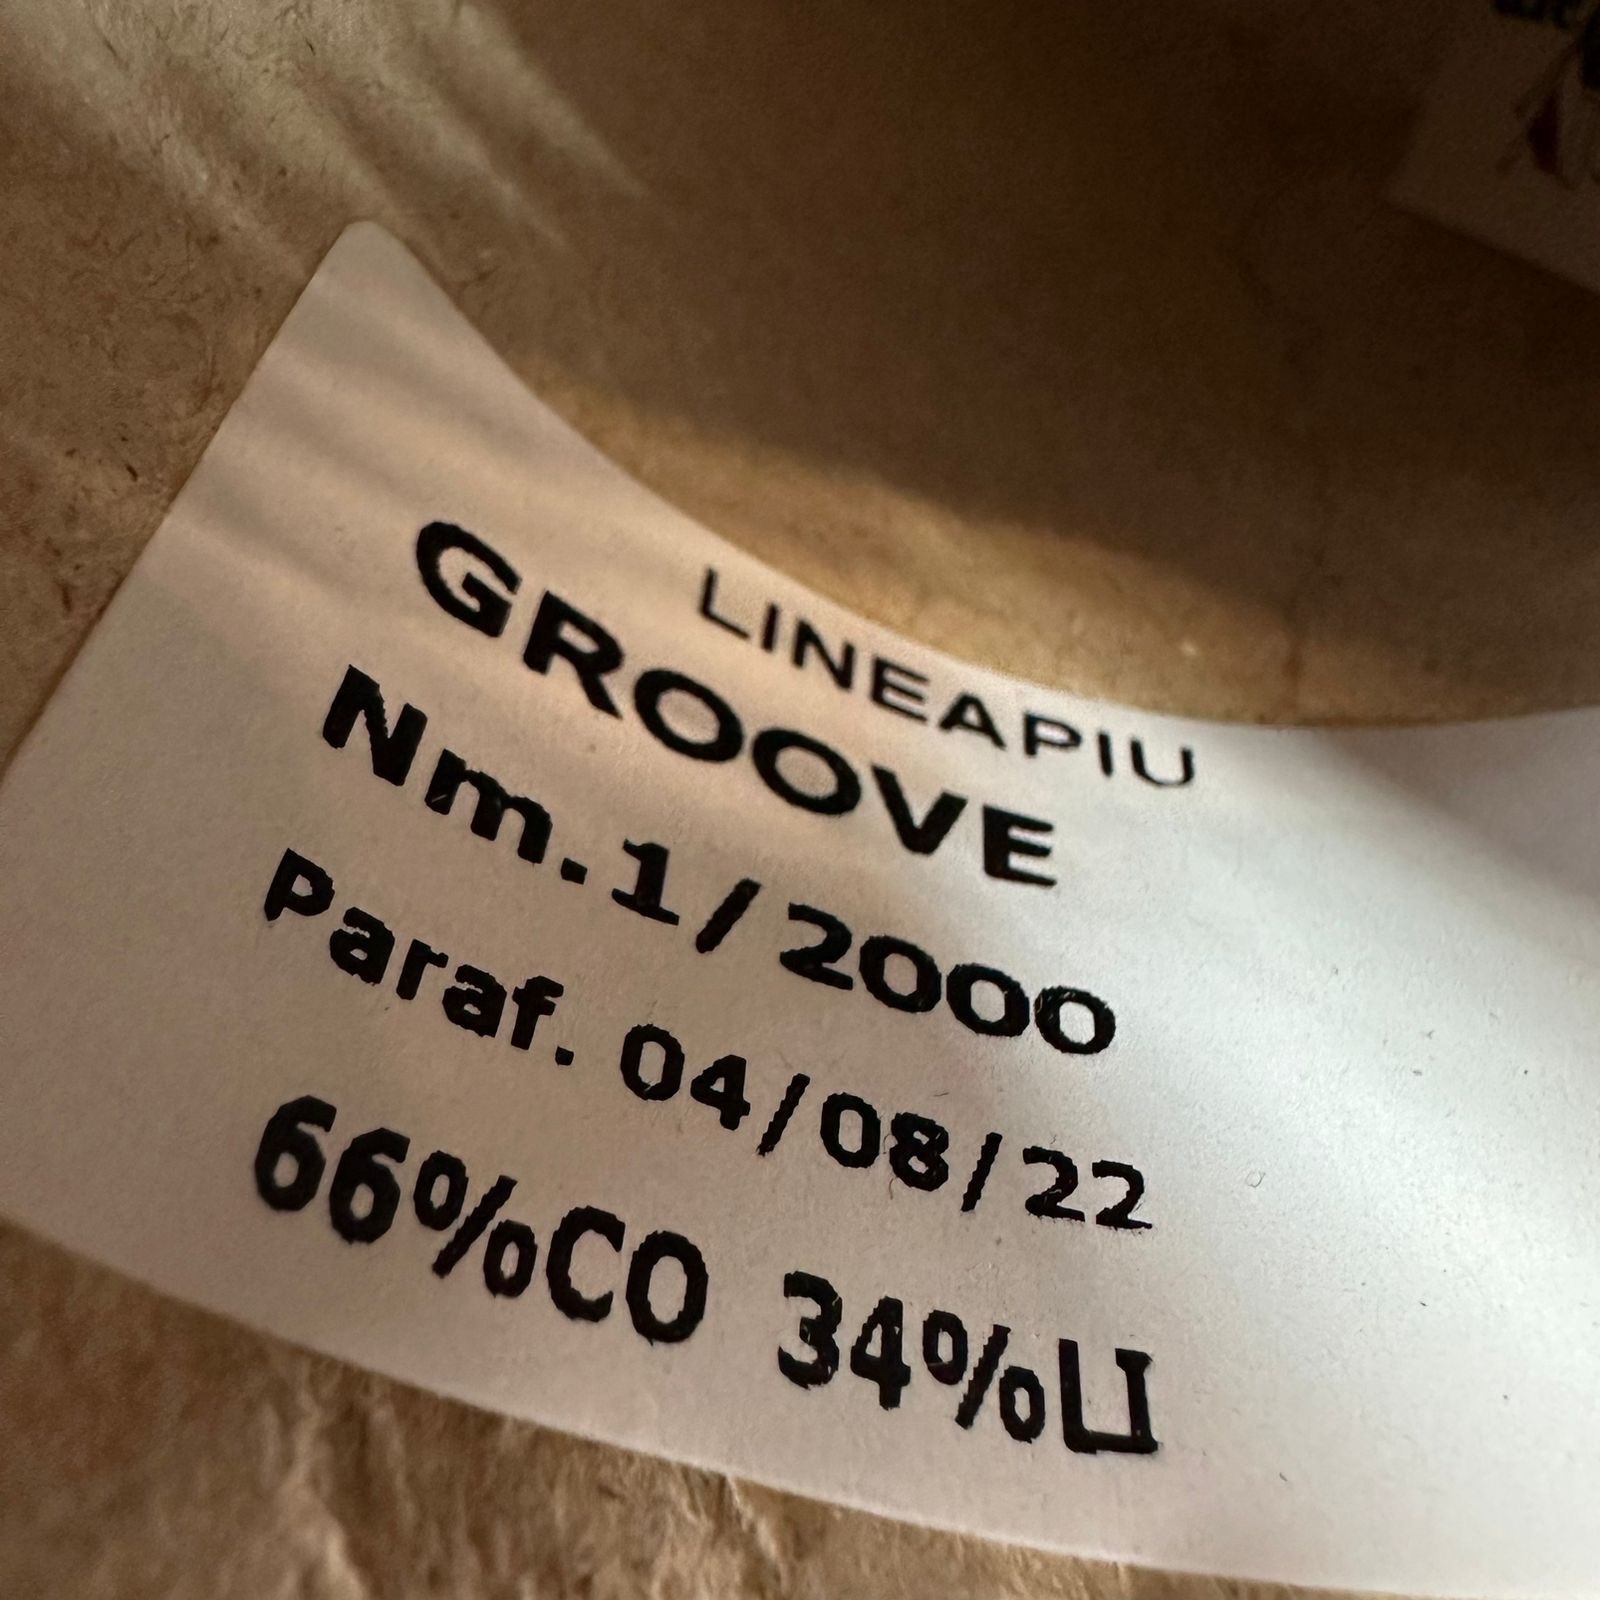 LINEAPIU
GROOVE
Nm.1/2000
Paraf. 04/08/22
66%CO 34%LI